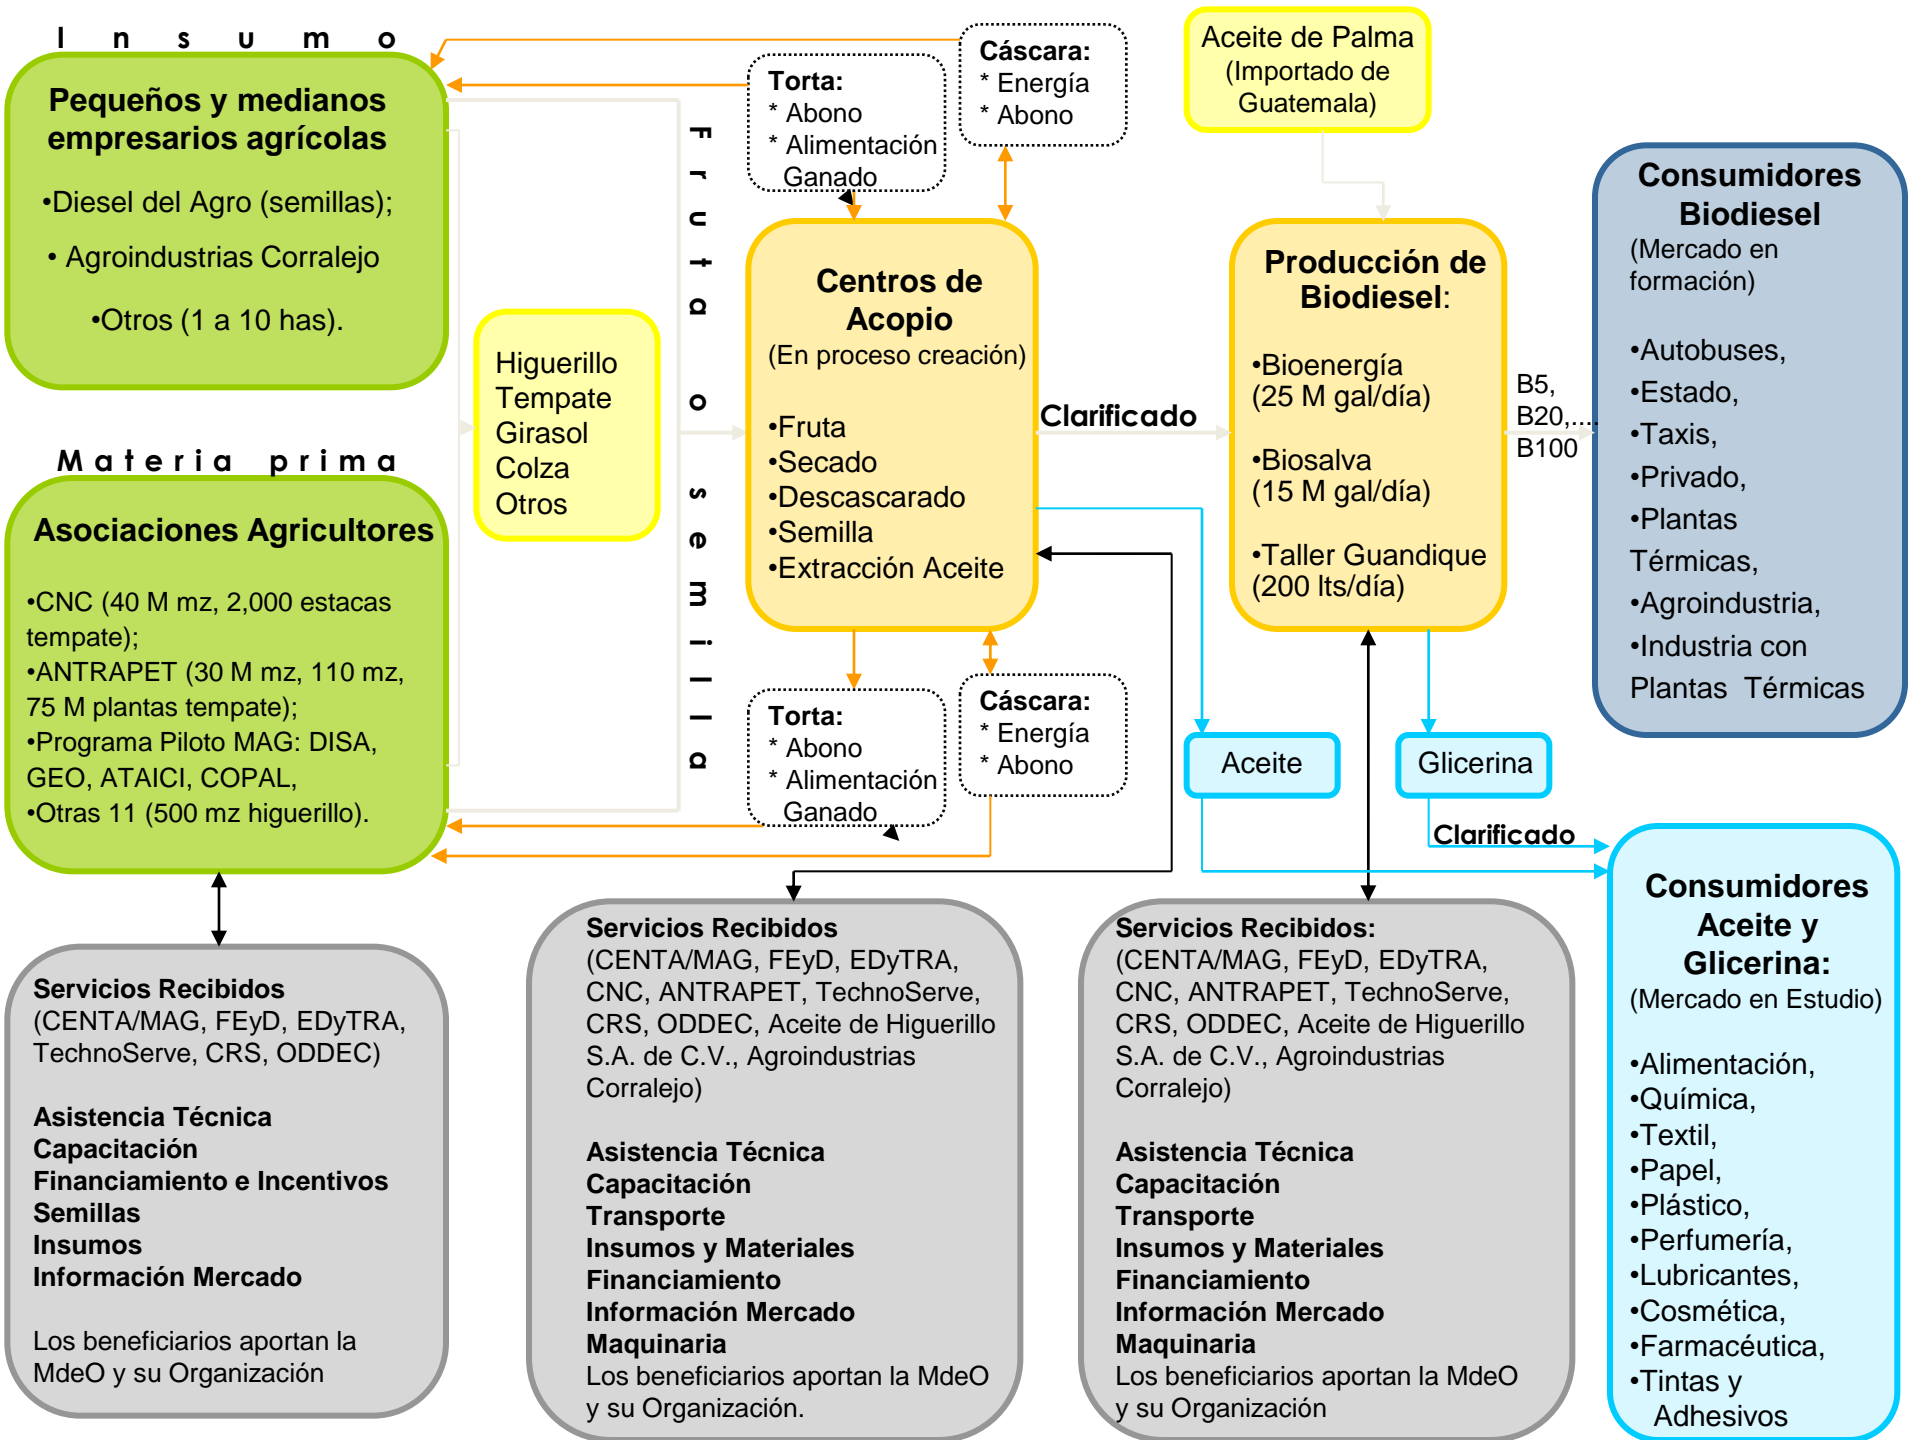 Insumo
Pequeños y medianos
empresarios agrícolas
•Diesel del Agro (semillas);
• Agroindustrias Corralejo
•Otros (1 a 10 has).
Materia prima
Asociaciones Agricultores
•CNC (40 M mz, 2,000 estacas
tempate);
•ANTRAPET (30 M mz, 110 mz,
75 M plantas tempate);
•Programa Piloto MAG: DISA,
GEO, ATAICI, COPAL,
•Otras 11 (500 mz higuerillo).
Servicios Recibidos
(CENTA/MAG, FEyD, EDyTRA,
TechnoServe, CRS, ODDEC)
Asistencia Técnica
Capacitación
Financiamiento e Incentivos
Semillas
Insumos
Información Mercado
Los beneficiarios aportan la
MdeO y su Organización
Higuerillo
Tempate
Girasol
Colza
Otros
Fruta o semilla
Torta:
* Abono
* Alimentación
Ganado
Cáscara:
* Energía
* Abono
Centros de
Acopio
(En proceso creación)
•Fruta
•Secado
•Descascarado
•Semilla
•Extracción Aceite
Torta:
* Abono
* Alimentación
Ganado
Cáscara:
* Energía
* Abono
Servicios Recibidos
(CENTA/MAG, FEyD, EDyTRA,
CNC, ANTRAPET, TechnoServe,
CRS, ODDEC, Aceite de Higuerillo
S.A. de C.V., Agroindustrias
Corralejo)
Asistencia Técnica
Capacitación
Transporte
Insumos y Materiales
Financiamiento
Información Mercado
Maquinaria
Los beneficiarios aportan la MdeO
y su Organización.
Clarificado
Aceite de Palma
(Importado de
Guatemala)
Producción de
Biodiesel:
•Bioenergía
(25 M gal/día)
•Biosalva
(15 M gal/día)
•Taller Guandique
(200 lts/día)
Aceite
Glicerina
Clarificado
Servicios Recibidos:
(CENTA/MAG, FEyD, EDyTRA,
CNC, ANTRAPET, TechnoServe,
CRS, ODDEC, Aceite de Higuerillo
S.A. de C.V., Agroindustrias
Corralejo)
Asistencia Técnica
Capacitación
Transporte
Insumos y Materiales
Financiamiento
Información Mercado
Maquinaria
Los beneficiarios aportan la MdeO
y su Organización
B5,
B20,....
B100
Consumidores
Biodiesel
(Mercado en
formación)
•Autobuses,
•Estado,
•Taxis,
•Privado,
•Plantas
Térmicas,
•Agroindustria,
•Industria con
Plantas Térmicas
Consumidores
Aceite y
Glicerina:
(Mercado en Estudio)
•Alimentación,
•Química,
•Textil,
•Papel,
•Plástico,
•Perfumería,
•Lubricantes,
•Cosmética,
•Farmacéutica,
•Tintas y
Adhesivos